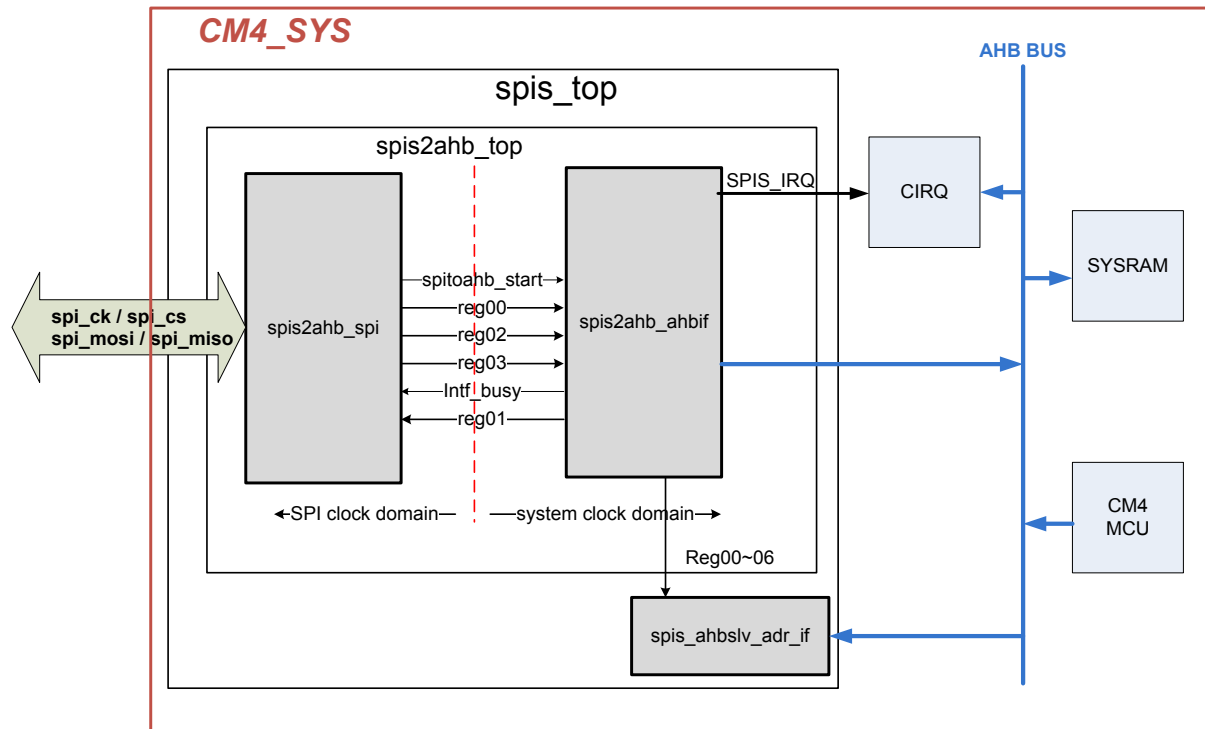 CM4_SYS
AHB BUS
spis_top
spis2ahb_top
SPIS_IRQ
CIRQ
SYSRAM
spitoahb_start
reg00
spi_ck / spi_cs
spi_mosi / spi_miso
spis2ahb_spi
reg02
spis2ahb_ahbif
reg03
Intf_busy
reg01
SPI clock domain
system clock domain
CM4
MCU
Reg00~06
spis_ahbslv_adr_if